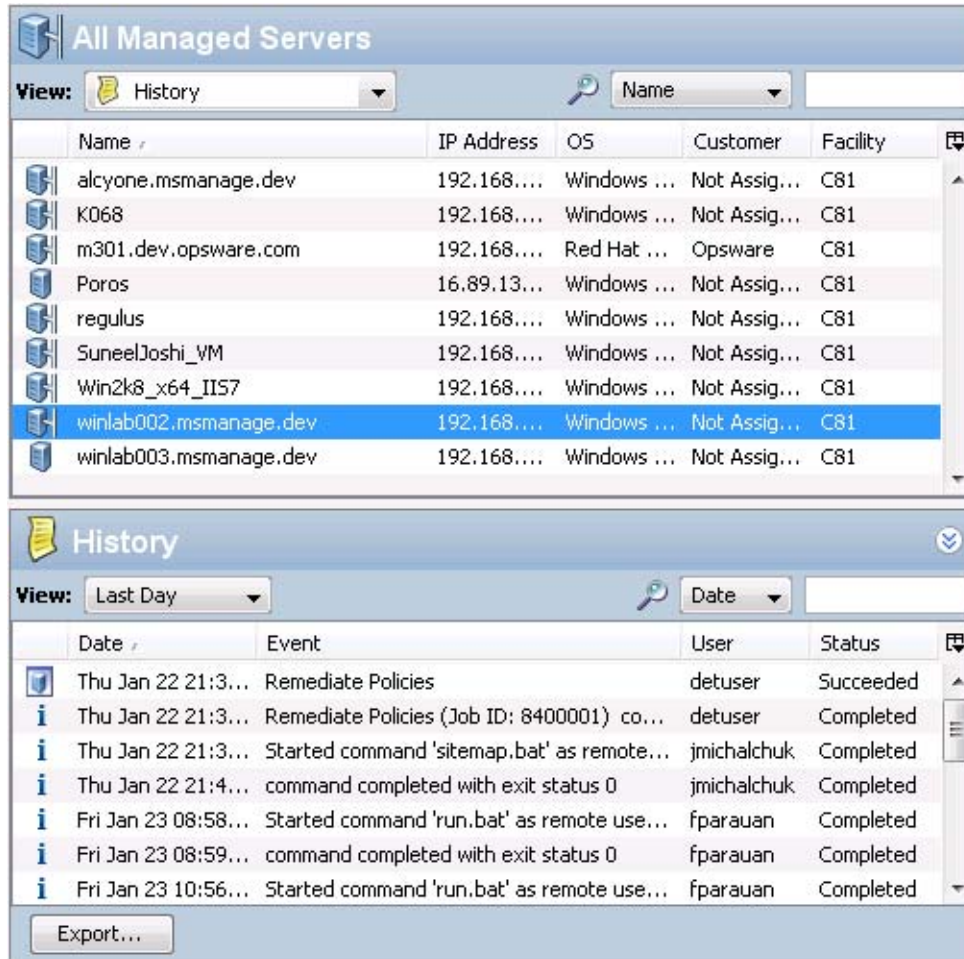 All Managed Servers
View: History Name
Name IP Address OS Customer Facility
alcyone.msmanage.dev 192.168.... Windows ... Not Assig... C81
K068 192.168.... Windows ... Not Assig... C81
m301.dev.opsware.com 192.168.... Red Hat ... Opsware C81
Poros 16.89.13... Windows ... Not Assig... C81
regulus 192.168.... Windows ... Not Assig... C81
SuneelJoshi_VM 192.168.... Windows ... Not Assig... C81
Win2k8_x64_IIS7 192.168.... Windows ... Not Assig... C81
winlab002.msmanage.dev 192.168.... Windows ... Not Assig... C81
winlab003.msmanage.dev 192.168.... Windows ... Not Assig... C81
History
View: Last Day Date
Date Event User Status
Thu Jan 22 21:3... Remediate Policies detuser Succeeded
Thu Jan 22 21:3... Remediate Policies (Job ID: 8400001) co... detuser Completed
Thu Jan 22 21:3... Started command 'sitemap.bat' as remote... jmichalchuk Completed
Thu Jan 22 21:4... command completed with exit status 0 jmichalchuk Completed
Fri Jan 23 08:58... Started command 'run.bat' as remote use... fparauan Completed
Fri Jan 23 08:59... command completed with exit status 0 fparauan Completed
Fri Jan 23 10:56... Started command 'run.bat' as remote use... fparauan Completed
Export...